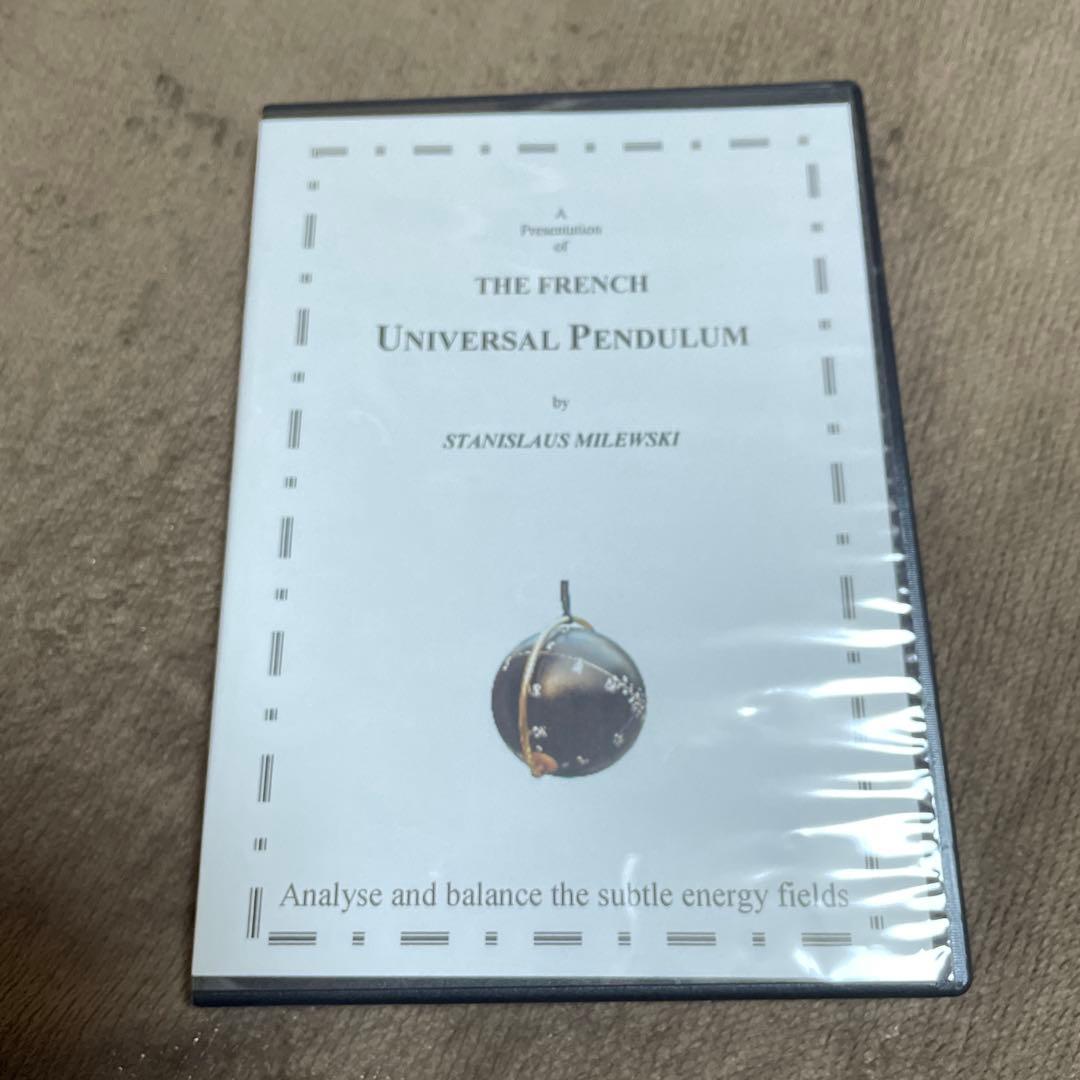 A
Presentation
of
THE FRENCH
UNIVERSAL PENDULUM
by
STANISLAUS MILEWSKI
Analyse and balance the subtle energy fields